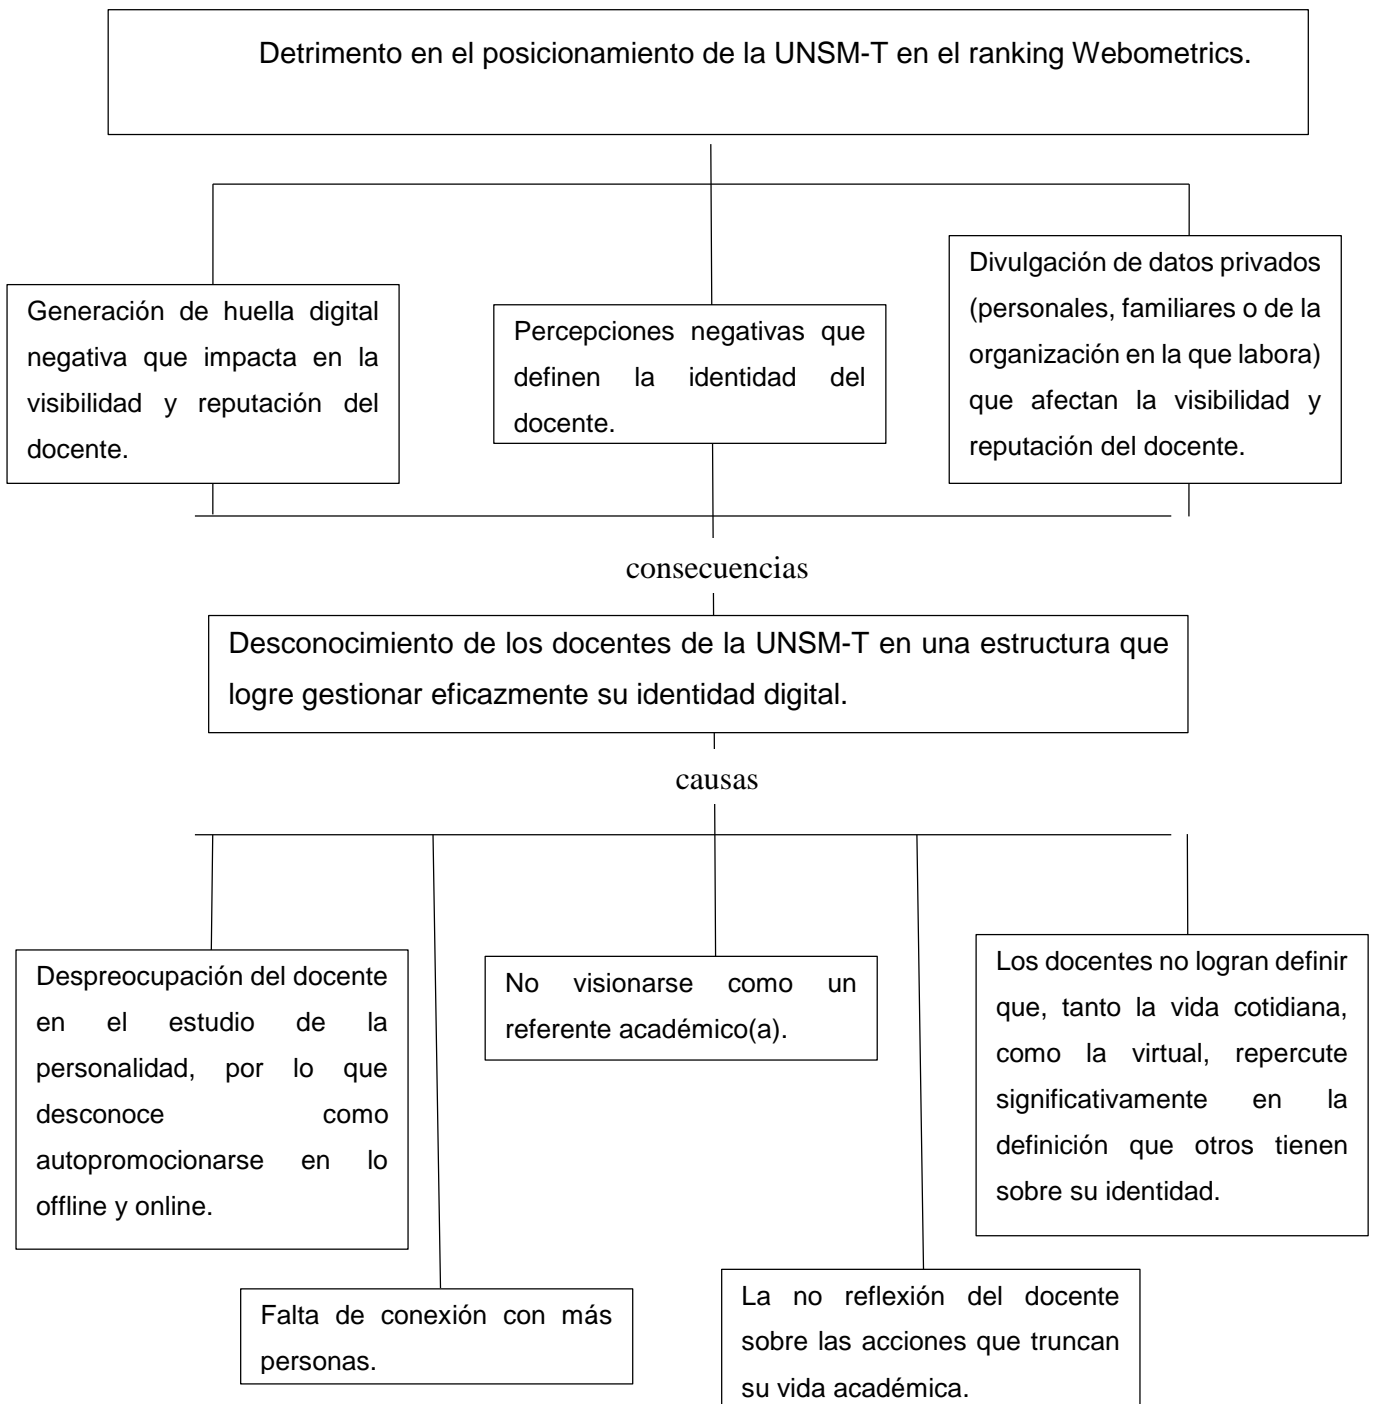 Detrimento en el posicionamiento de la UNSM-T en el ranking Webometrics.
Generación de huella digital
negativa que impacta en la
visibilidad y reputación del
docente.
Percepciones negativas que
definen la identidad del
docente.
Divulgación de datos privados
(personales, familiares o de la
organización en la que labora)
que afectan la visibilidad y
reputación del docente.
consecuencias
Desconocimiento de los docentes de la UNSM-T en una estructura que
logre gestionar eficazmente su identidad digital.
causas
Despreocupación del docente
en el estudio de la
personalidad, por lo que
desconoce como
autopromocionarse en lo
offline y online.
No visionarse como un
referente académico(a).
Los docentes no logran definir
que, tanto la vida cotidiana,
como la virtual, repercute
significativamente en la
definición que otros tienen
sobre su identidad.
Falta de conexión con más
personas.
La no reflexión del docente
sobre las acciones que truncan
su vida académica.